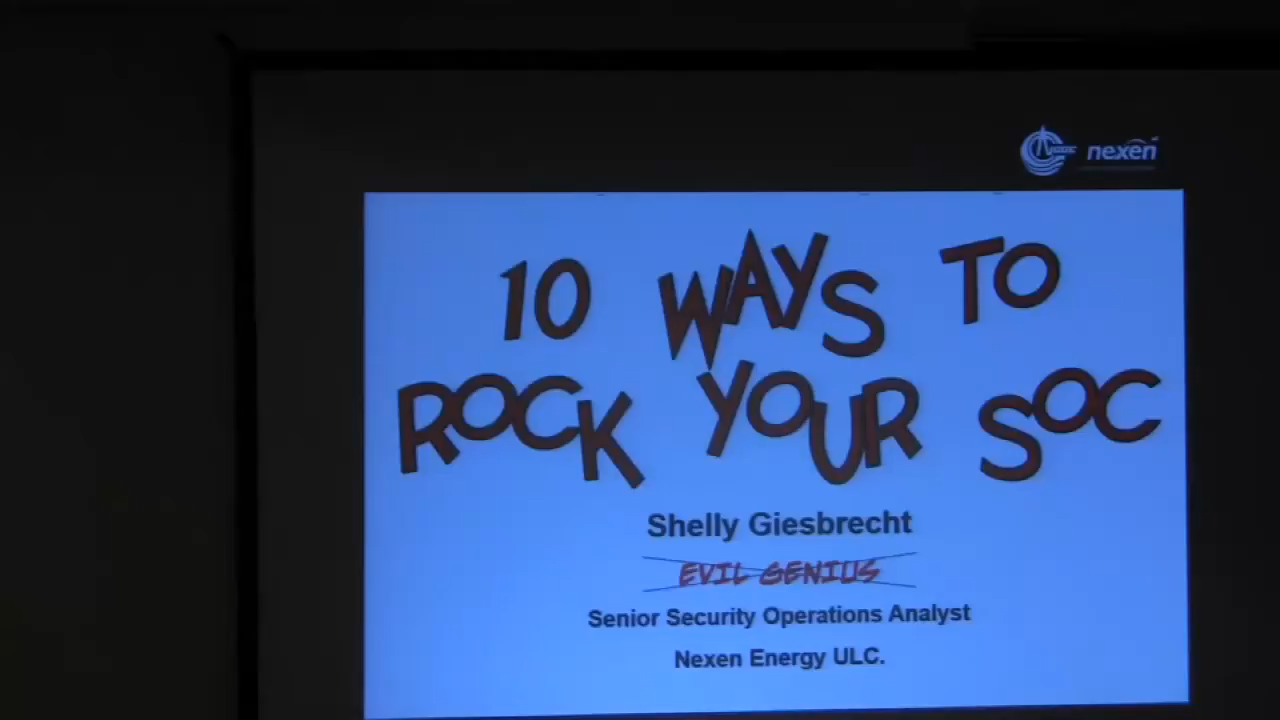 nexen
10 WAYS TO
ROCK YOUR SOC
Shelly Giesbrecht
EVIL GENIUS
Senior Security Operations Analyst
Nexen Energy ULC.